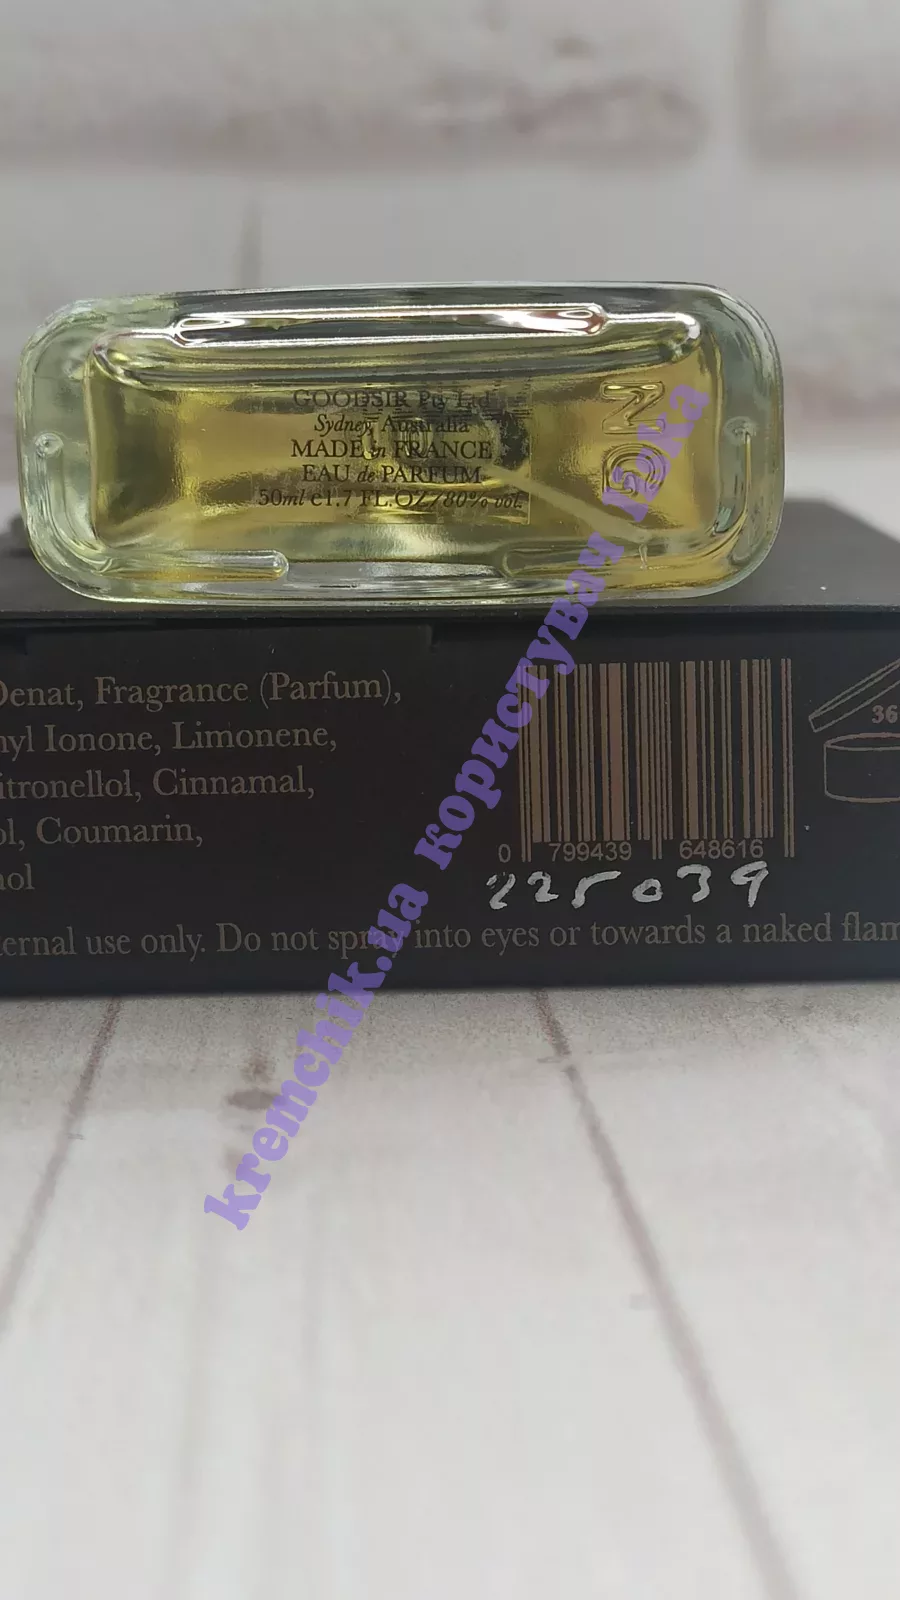 GOODSIR Pty Ltd
Sydney, Australia
MADE in FRANCE
EAU de PARFUM
50ml e1.7 FL.OZ/80% vol.
Denat, Fragrance (Parfum),
nyl Ionone, Limonene,
itronellol, Cinnamal,
ol, Coumarin,
nol
36
0 799439 648616
225039
ternal use only. Do not spray into eyes or towards a naked flam
kremchik.ua користувач Юка